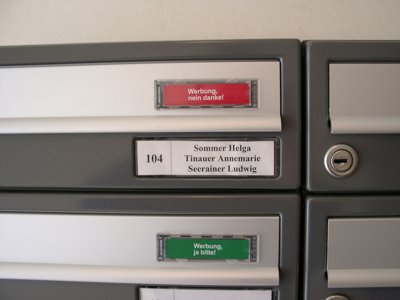 Werbung,
nein danke!
104
Sommer Helga
Tinauer Annemarie
Seerainer Ludwig
Werbung,
ja bitte!